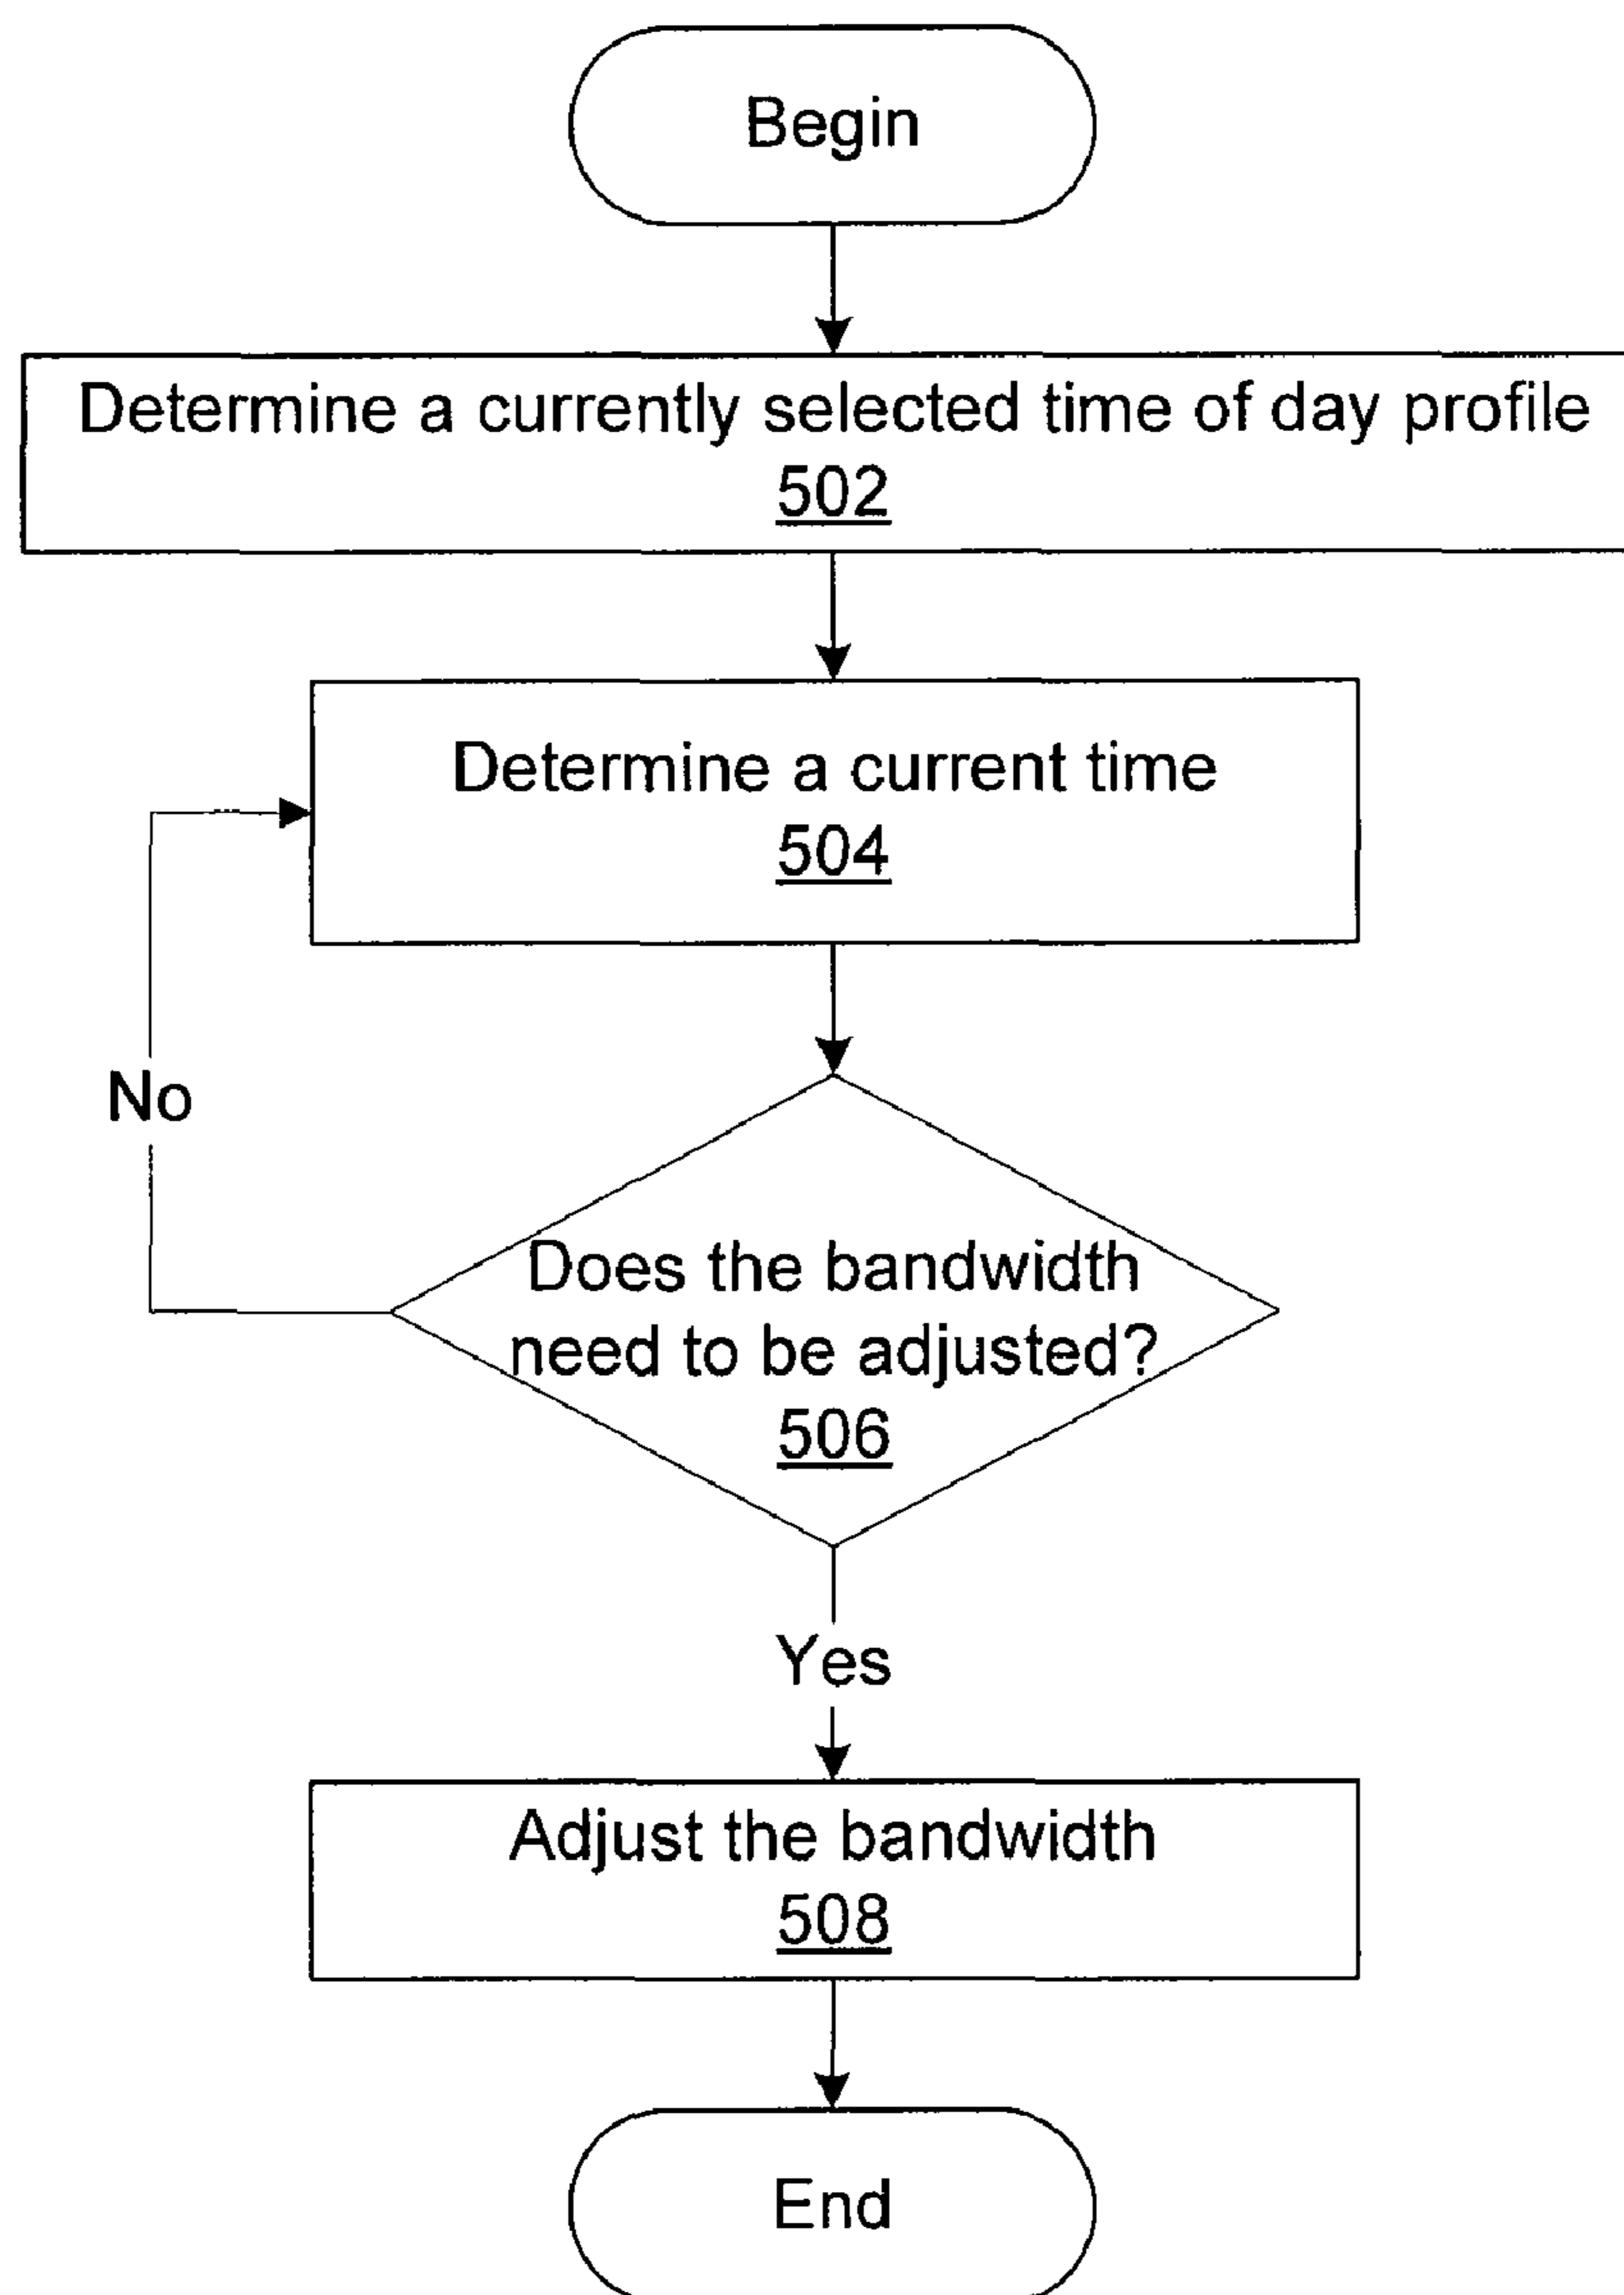 Begin
Determine a currently selected time of day profile
502
Determine a current time
504
No
Does the bandwidth
need to be adjusted?
506
Yes
Adjust the bandwidth
508
End